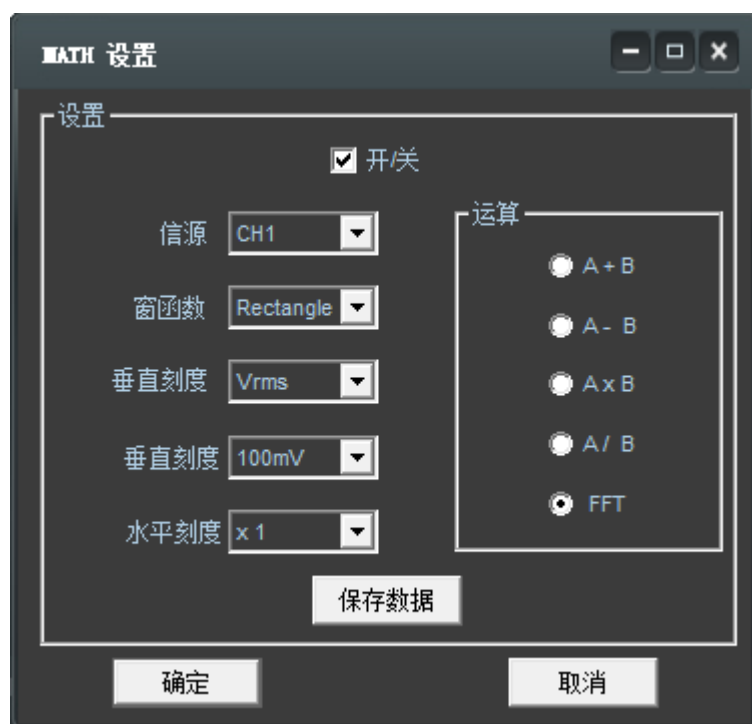 MATH 设置
设置
开/关
信源 CH1
窗函数 Rectangle
垂直刻度 Vrms
垂直刻度 100mV
水平刻度 x 1
运算
A + B
A - B
A x B
A / B
FFT
保存数据
确定 取消